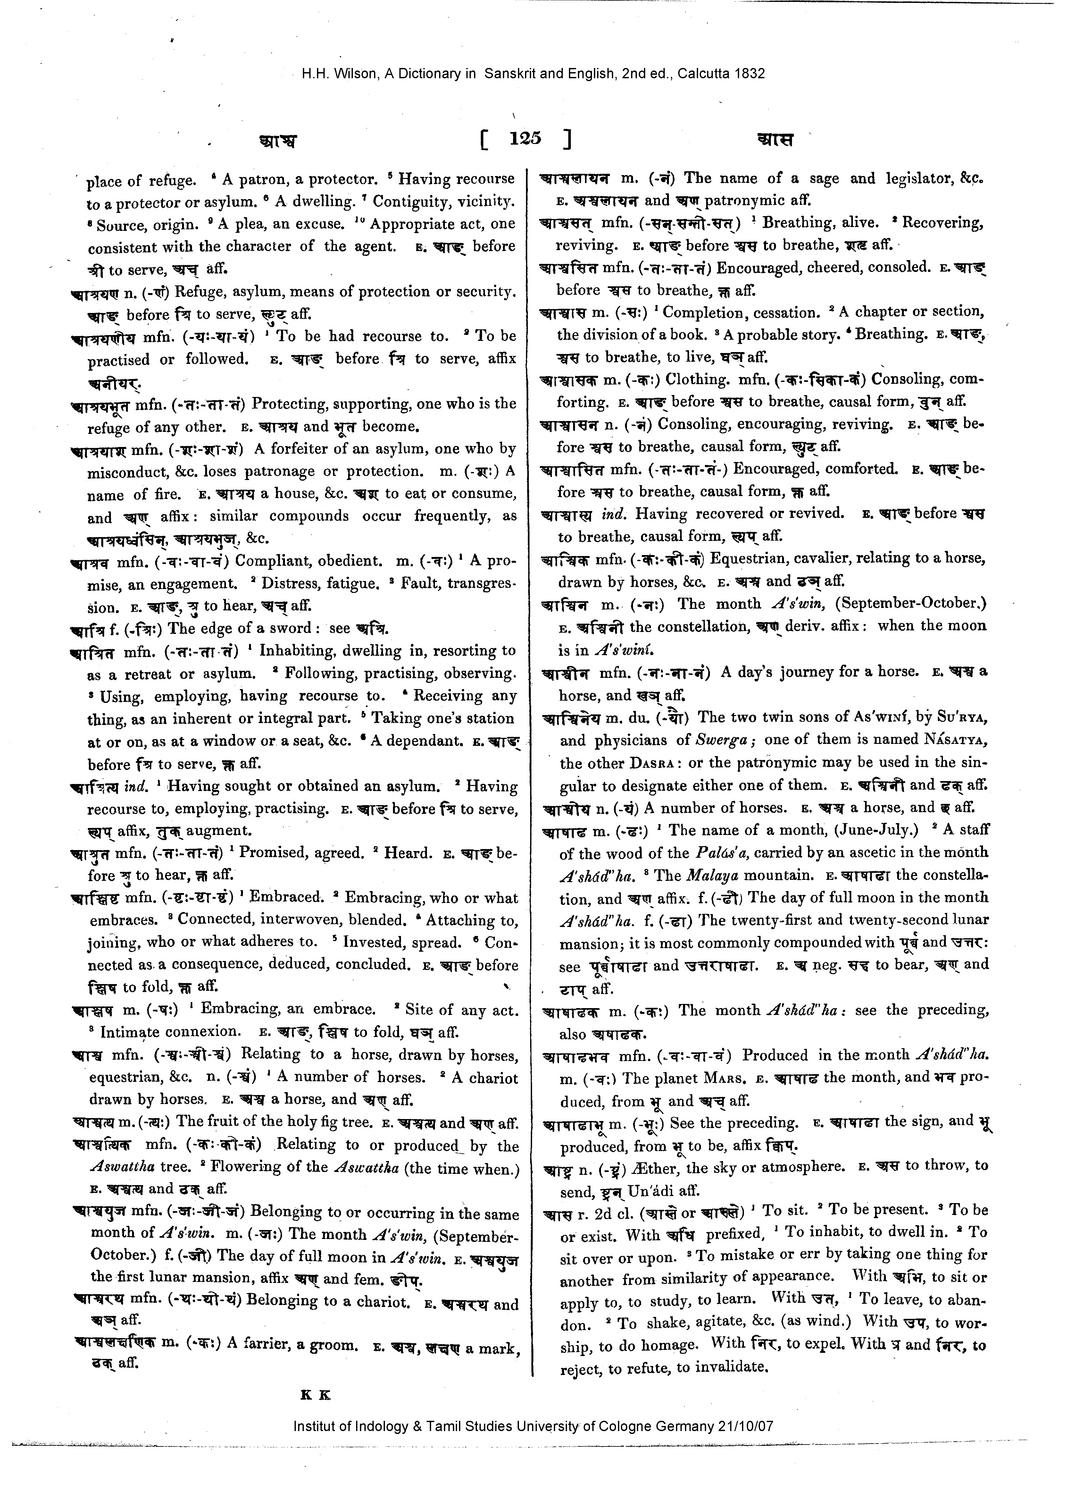 H.H. Wilson, A Dictionary in Sanskrit and English, 2nd ed., Calcutta 1832
आश्व [ 125 ] आस
place of refuge. ⁴ A patron, a protector. ⁵ Having recourse
to a protector or asylum. ⁶ A dwelling. ⁷ Contiguity, vicinity.
⁸ Source, origin. ⁹ A plea, an excuse. ¹⁰ Appropriate act, one
consistent with the character of the agent. E. आङ् before
श्री to serve, अच् aff.
आश्रयण n. (-णं) Refuge, asylum, means of protection or security.
आङ् before श्रि to serve, ल्युट् aff.
आश्रयणीय mfn. (-यः-या-यं) ¹ To be had recourse to. ² To be
practised or followed. E. आङ् before श्रि to serve, affix
अनीयर्.
आश्रयभूत mfn. (-तः-ता-तं) Protecting, supporting, one who is the
refuge of any other. E. आश्रय and भूत become.
आश्रयाश mfn. (-शः-शा-शं) A forfeiter of an asylum, one who by
misconduct, &c. loses patronage or protection. m. (-शः) A
name of fire. E. आश्रय a house, &c. अश to eat or consume,
and अण् affix: similar compounds occur frequently, as
आश्रयध्वंसिन्, आश्रयभुज्, &c.
आश्रव mfn. (-वः-वा-वं) Compliant, obedient. m. (-वः) ¹ A pro-
mise, an engagement. ² Distress, fatigue. ³ Fault, transgres-
sion. E. आङ्, श्रु to hear, अच् aff.
आश्रि f. (-श्रिः) The edge of a sword: see अश्रि.
आश्रित mfn. (-तः-ता-तं) ¹ Inhabiting, dwelling in, resorting to
as a retreat or asylum. ² Following, practising, observing.
³ Using, employing, having recourse to. ⁴ Receiving any
thing, as an inherent or integral part. ⁵ Taking one's station
at or on, as at a window or a seat, &c. ⁶ A dependant. E. आङ्
before श्रि to serve, क्त aff.
आश्रित्य ind. ¹ Having sought or obtained an asylum. ² Having
recourse to, employing, practising. E. आङ् before श्रि to serve,
ल्यप् affix, तुक् augment.
आश्रुत mfn. (-तः-ता-तं) ¹ Promised, agreed. ² Heard. E. आङ् be-
fore श्रु to hear, क्त aff.
आश्लिष्ट mfn. (-ष्टः-ष्टा-ष्टं) ¹ Embraced. ² Embracing, who or what
embraces. ³ Connected, interwoven, blended. ⁴ Attaching to,
joining, who or what adheres to. ⁵ Invested, spread. ⁶ Con-
nected as a consequence, deduced, concluded. E. आङ् before
श्लिष to fold, क्त aff.
आश्लेष m. (-षः) ¹ Embracing, an embrace. ² Site of any act.
³ Intimate connexion. E. आङ्, श्लिष to fold, घञ् aff.
आश्व mfn. (-श्वः-श्वी-श्वं) Relating to a horse, drawn by horses,
equestrian, &c. n. (-श्वं) ¹ A number of horses. ² A chariot
drawn by horses. E. अश्व a horse, and अण् aff.
आश्वत्थ m. (-त्थः) The fruit of the holy fig tree. E. अश्वत्थ and अण् aff.
आश्वत्थिक mfn. (-कः-की-कं) Relating to or produced by the
Aswattha tree. ² Flowering of the Aswattha (the time when.)
E. अश्वत्थ and ठक् aff.
आश्वयुज mfn. (-जः-जी-जं) Belonging to or occurring in the same
month of A's'win. m. (-जः) The month A's'win, (September-
October.) f. (-जी) The day of full moon in A's'win. E. अश्वयुज
the first lunar mansion, affix अण् and fem. ङीप्.
आश्वरथ mfn. (-थः-थी-थं) Belonging to a chariot. E. अश्वरथ and
अञ् aff.
आश्वलक्षणिक m. (-कः) A farrier, a groom. E. अश्व, लक्षण a mark,
ठक् aff.
आश्वलायन m. (-नं) The name of a sage and legislator, &c.
E. अश्वलायन and अण् patronymic aff.
आश्वसत् mfn. (-सन्-सन्ती-सत्) ¹ Breathing, alive. ² Recovering,
reviving. E. आङ् before श्वस to breathe, शतृ aff.
आश्वसित mfn. (-तः-ता-तं) Encouraged, cheered, consoled. E. आङ्
before श्वस to breathe, क्त aff.
आश्वास m. (-सः) ¹ Completion, cessation. ² A chapter or section,
the division of a book. ³ A probable story. ⁴ Breathing. E. आङ्,
श्वस to breathe, to live, घञ् aff.
आश्वासक m. (-कः) Clothing. mfn. (-कः-सिका-कं) Consoling, com-
forting. E. आङ् before श्वस to breathe, causal form, वुन् aff.
आश्वासन n. (-नं) Consoling, encouraging, reviving. E. आङ् be-
fore श्वस to breathe, causal form, ल्युट् aff.
आश्वासित mfn. (-तः-ता-तं-) Encouraged, comforted. E. आङ् be-
fore श्वस to breathe, causal form, क्त aff.
आश्वास्य ind. Having recovered or revived. E. आङ् before श्वस
to breathe, causal form, ल्यप् aff.
आश्विक mfn. (-कः-की-कं) Equestrian, cavalier, relating to a horse,
drawn by horses, &c. E. अश्व and ठञ् aff.
आश्विन m. (-नः) The month A's'win, (September-October.)
E. अश्विनी the constellation, अण् deriv. affix: when the moon
is in A's'winí.
आश्वीन mfn. (-नः-ना-नं) A day's journey for a horse. E. अश्व a
horse, and खञ् aff.
आश्विनेय m. du. (-यौ) The two twin sons of As'winí, by Su'rya,
and physicians of Swerga; one of them is named Násatya,
the other Dasra: or the patronymic may be used in the sin-
gular to designate either one of them. E. अश्विनी and ढक् aff.
आश्वीय n. (-यं) A number of horses. E. अश्व a horse, and छ aff.
आषाढ m. (-ढः) ¹ The name of a month, (June-July.) ² A staff
of the wood of the Palás'a, carried by an ascetic in the month
A'shád"ha. ³ The Malaya mountain. E. आषाढा the constella-
tion, and अण् affix. f. (-ढी) The day of full moon in the month
A'shád"ha. f. (-ढा) The twenty-first and twenty-second lunar
mansion; it is most commonly compounded with पूर्व्व and उत्तर:
see पूर्व्वाषाढा and उत्तराषाढा. E. अ neg. सह to bear, अण् and
टाप् aff.
आषाढक m. (-कः) The month A'shád"ha: see the preceding,
also अषाढक.
आषाढभव mfn. (-वः-वा-वं) Produced in the month A'shád"ha.
m. (-वः) The planet Mars. E. आषाढ the month, and भव pro-
duced, from भू and अच् aff.
आषाढाभू m. (-भूः) See the preceding. E. आषाढा the sign, and भू
produced, from भू to be, affix क्विप्.
आष्ट्र n. (-ष्ट्रं) Æther, the sky or atmosphere. E. अस to throw, to
send, ष्ट्रन् Un'ádi aff.
आस r. 2d cl. (आस्ते or आस्स्ते) ¹ To sit. ² To be present. ³ To be
or exist. With अधि prefixed, ¹ To inhabit, to dwell in. ² To
sit over or upon. ³ To mistake or err by taking one thing for
another from similarity of appearance. With अभि, to sit or
apply to, to study, to learn. With उत्, ¹ To leave, to aban-
don. ² To shake, agitate, &c. (as wind.) With उप, to wor-
ship, to do homage. With निर्, to expel. With प्र and निर्, to
reject, to refute, to invalidate.
K K
Institut of Indology & Tamil Studies University of Cologne Germany 21/10/07